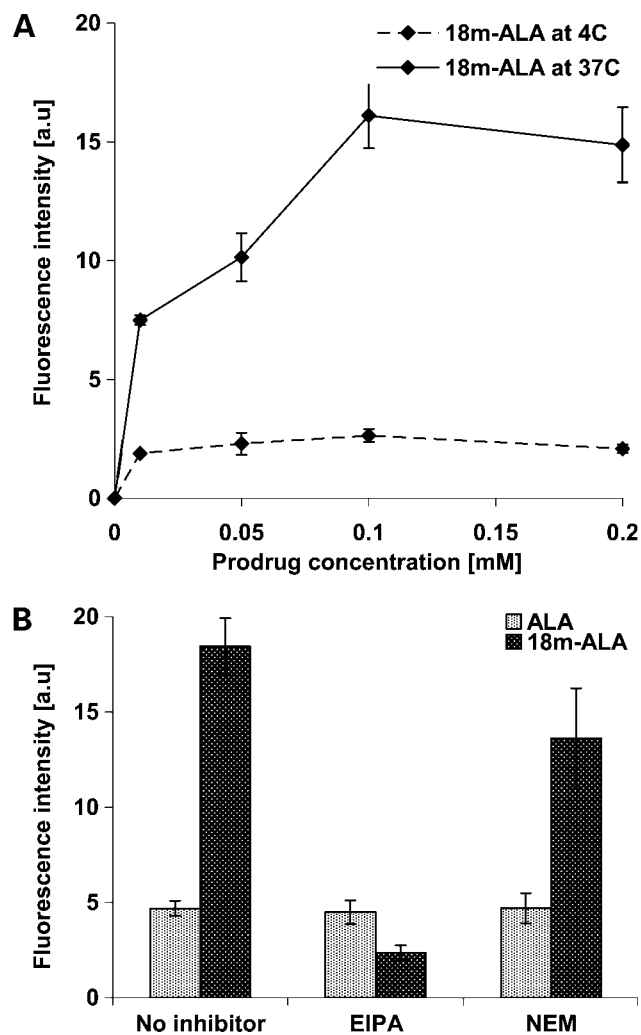 A
20
15
10
5
0
Fluorescence intensity [a.u]
18m-ALA at 4C
18m-ALA at 37C
0 0.05 0.1 0.15 0.2
Prodrug concentration [mM]
B
20
15
10
5
0
Fluorescence intensity [a.u]
ALA
18m-ALA
No inhibitor EIPA NEM